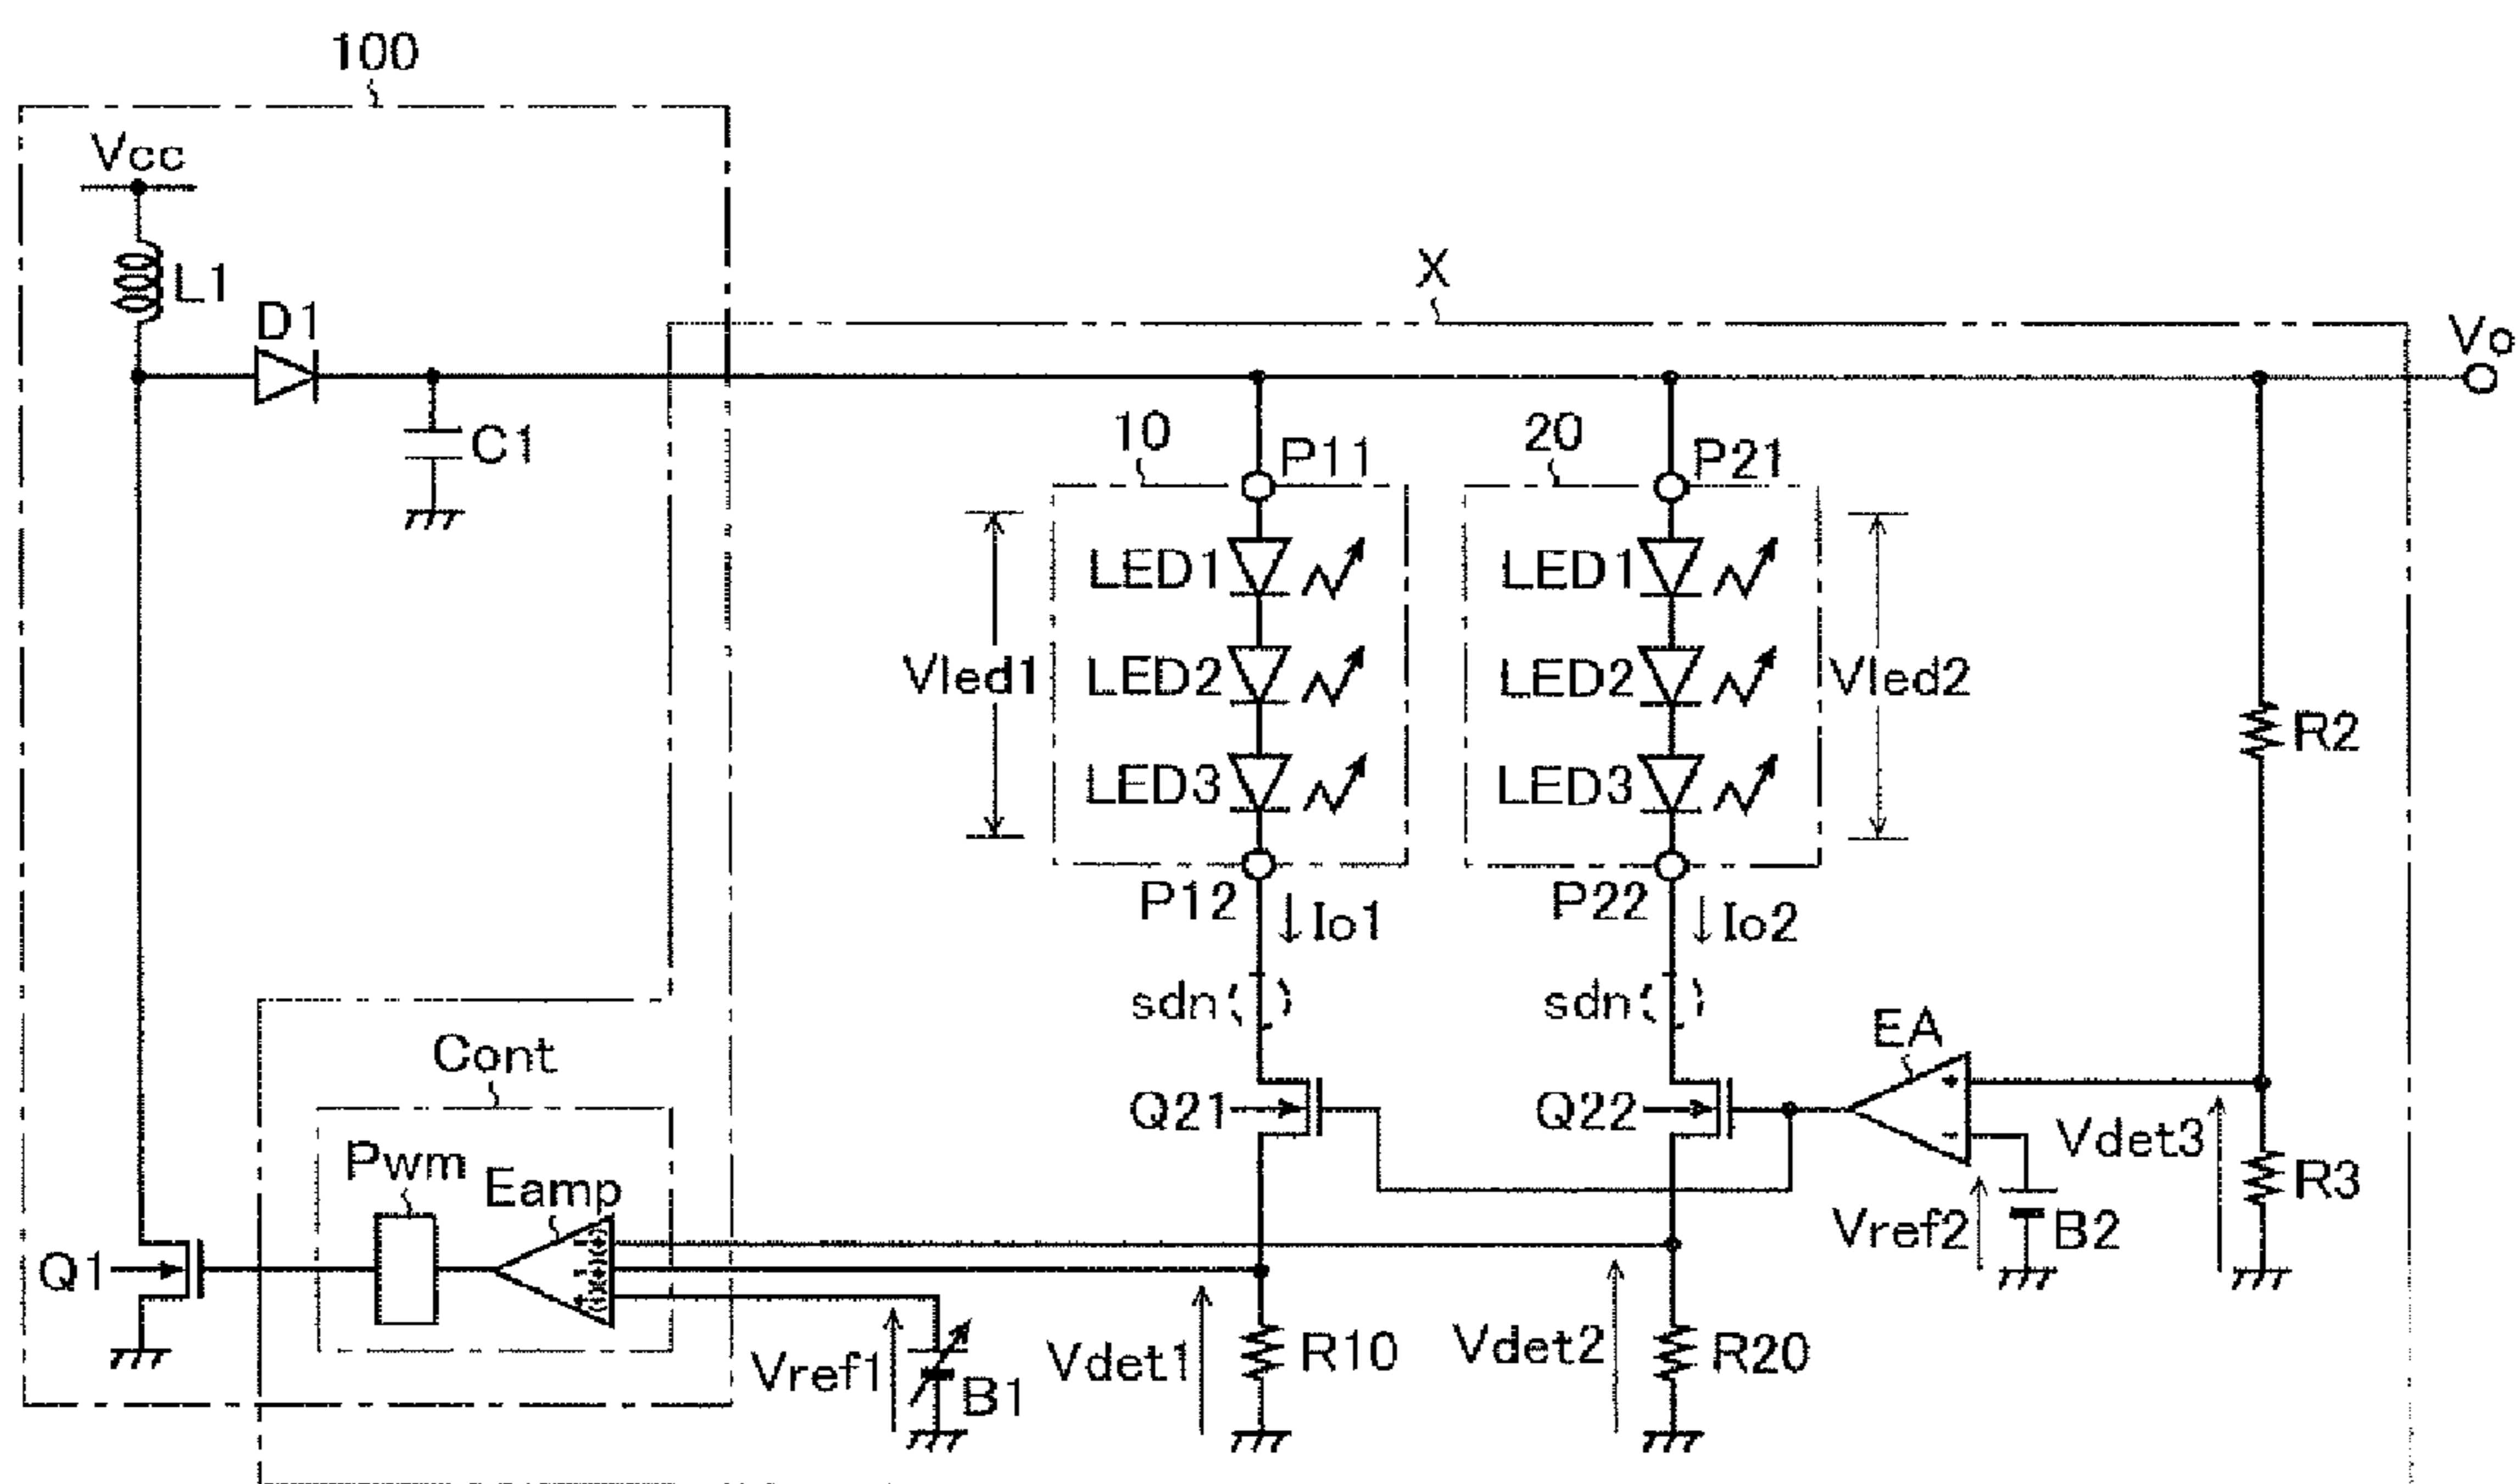 100
Vcc
L1
D1
C1
X
Vo
10
P11
20
P21
LED1
LED1
Vled1
LED2
LED2
Vled2
LED3
LED3
R2
P12
Io1
P22
Io2
sdn
sdn
EA
Cont
Q21
Q22
+
-
Vdet3
Pwm
Eamp
R3
Vref2
B2
Q1
Vref1
B1
Vdet1
R10
Vdet2
R20